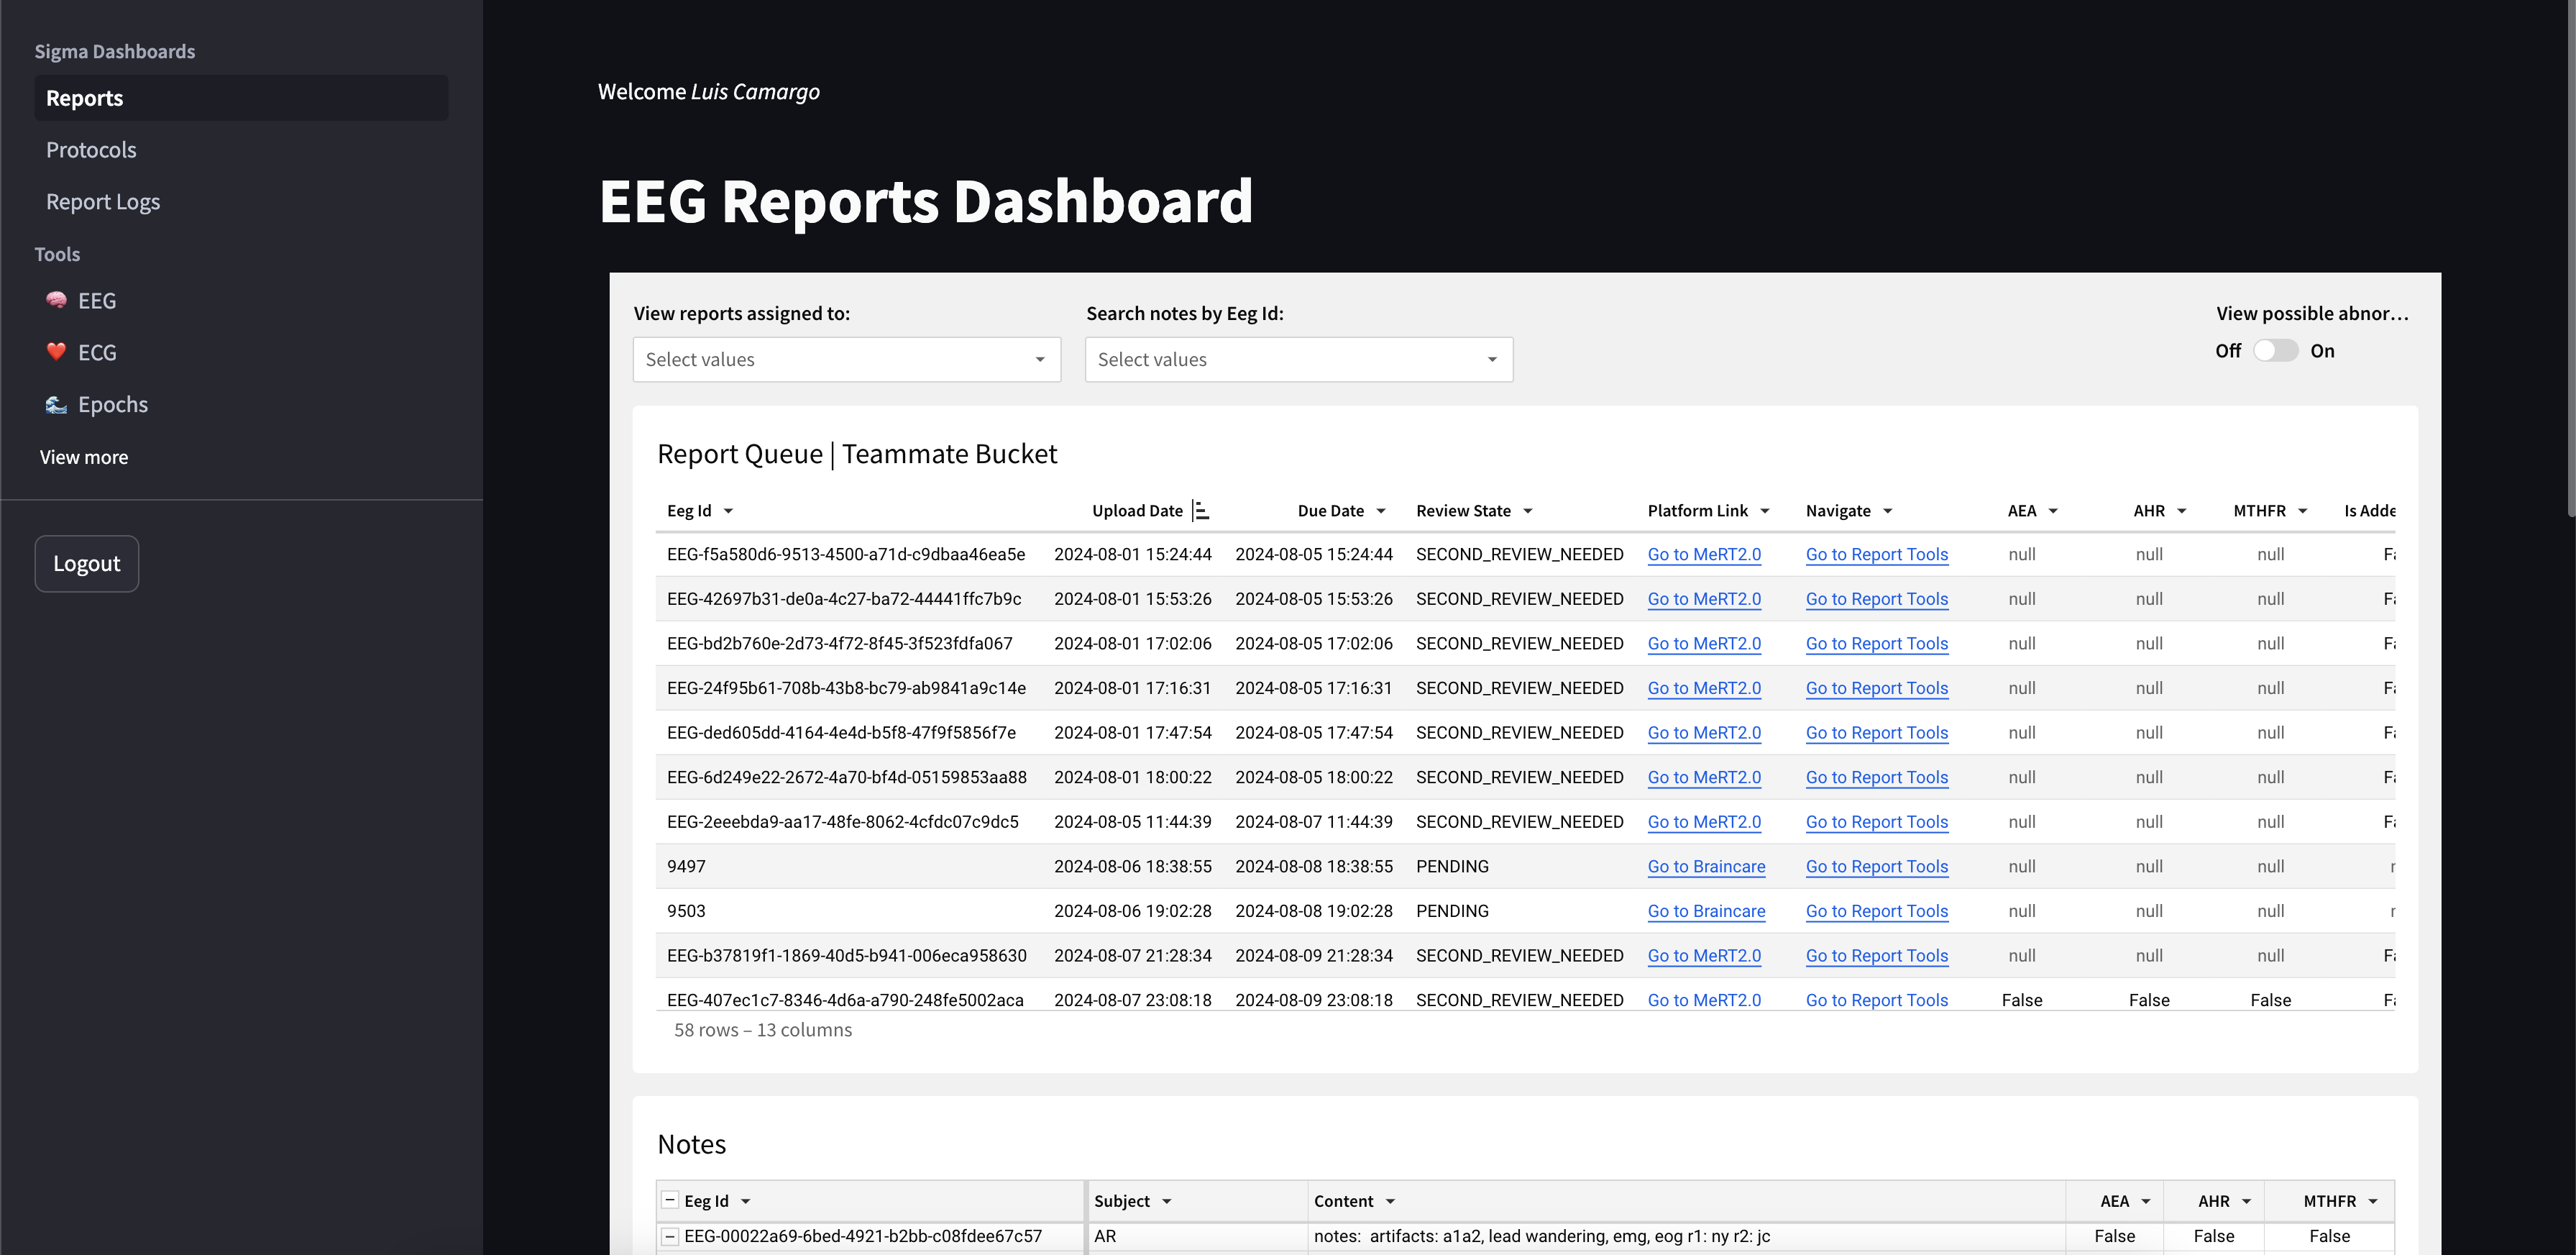 Sigma Dashboards
Reports
Protocols
Report Logs
Tools
EEG
ECG
Epochs
View more
Logout
Welcome Luis Camargo
EEG Reports Dashboard
View reports assigned to: Search notes by Eeg Id: View possible abnor…
Select values Select values Off On
Report Queue | Teammate Bucket
Eeg Id Upload Date Due Date Review State Platform Link Navigate AEA AHR MTHFR Is Adde
EEG-f5a580d6-9513-4500-a71d-c9dbaa46ea5e 2024-08-01 15:24:44 2024-08-05 15:24:44 SECOND_REVIEW_NEEDED Go to MeRT2.0 Go to Report Tools null null null Fa
EEG-42697b31-de0a-4c27-ba72-44441ffc7b9c 2024-08-01 15:53:26 2024-08-05 15:53:26 SECOND_REVIEW_NEEDED Go to MeRT2.0 Go to Report Tools null null null Fa
EEG-bd2b760e-2d73-4f72-8f45-3f523fdfa067 2024-08-01 17:02:06 2024-08-05 17:02:06 SECOND_REVIEW_NEEDED Go to MeRT2.0 Go to Report Tools null null null Fa
EEG-24f95b61-708b-43b8-bc79-ab9841a9c14e 2024-08-01 17:16:31 2024-08-05 17:16:31 SECOND_REVIEW_NEEDED Go to MeRT2.0 Go to Report Tools null null null Fa
EEG-ded605dd-4164-4e4d-b5f8-47f9f5856f7e 2024-08-01 17:47:54 2024-08-05 17:47:54 SECOND_REVIEW_NEEDED Go to MeRT2.0 Go to Report Tools null null null Fa
EEG-6d249e22-2672-4a70-bf4d-05159853aa88 2024-08-01 18:00:22 2024-08-05 18:00:22 SECOND_REVIEW_NEEDED Go to MeRT2.0 Go to Report Tools null null null Fa
EEG-2eeebda9-aa17-48fe-8062-4cfdc07c9dc5 2024-08-05 11:44:39 2024-08-07 11:44:39 SECOND_REVIEW_NEEDED Go to MeRT2.0 Go to Report Tools null null null Fa
9497 2024-08-06 18:38:55 2024-08-08 18:38:55 PENDING Go to Braincare Go to Report Tools null null null
9503 2024-08-06 19:02:28 2024-08-08 19:02:28 PENDING Go to Braincare Go to Report Tools null null null
EEG-b37819f1-1869-40d5-b941-006eca958630 2024-08-07 21:28:34 2024-08-09 21:28:34 SECOND_REVIEW_NEEDED Go to MeRT2.0 Go to Report Tools null null null Fa
EEG-407ec1c7-8346-4d6a-a790-248fe5002aca 2024-08-07 23:08:18 2024-08-09 23:08:18 SECOND_REVIEW_NEEDED Go to MeRT2.0 Go to Report Tools False False False Fa
58 rows – 13 columns
Notes
Eeg Id Subject Content AEA AHR MTHFR
EEG-00022a69-6bed-4921-b2bb-c08fdee67c57 AR notes: artifacts: a1a2, lead wandering, emg, eog r1: ny r2: jc False False False